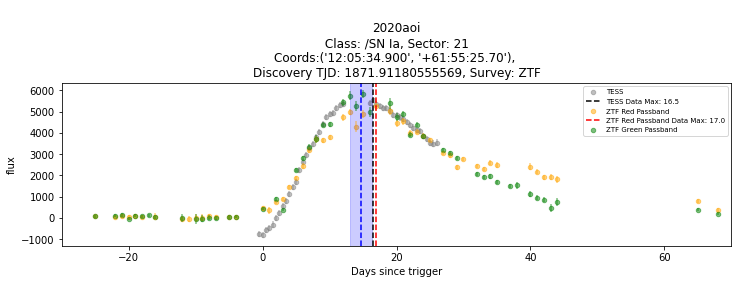 2020aoi
Class: /SN Ia, Sector: 21
Coords:('12:05:34.900', '+61:55:25.70'),
Discovery TJD: 1871.91180555569, Survey: ZTF
flux
6000
5000
4000
3000
2000
1000
0
−1000
−20
0
20
40
60
Days since trigger
TESS
TESS Data Max: 16.5
ZTF Red Passband
ZTF Red Passband Data Max: 17.0
ZTF Green Passband